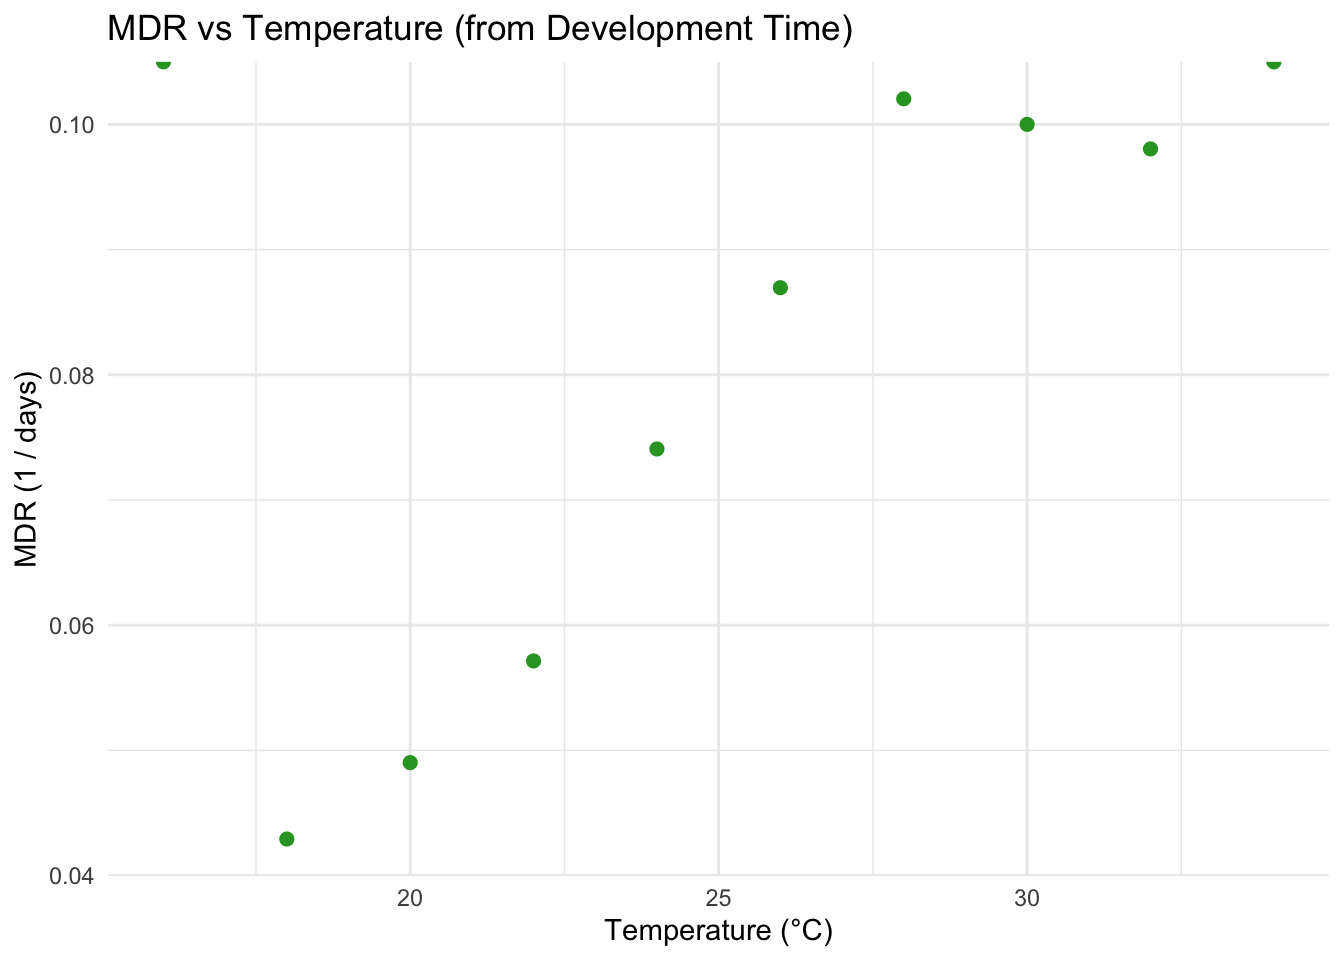 MDR vs Temperature (from Development Time)
0.10
0.08
0.06
0.04
MDR (1 / days)
20 25 30
Temperature (°C)